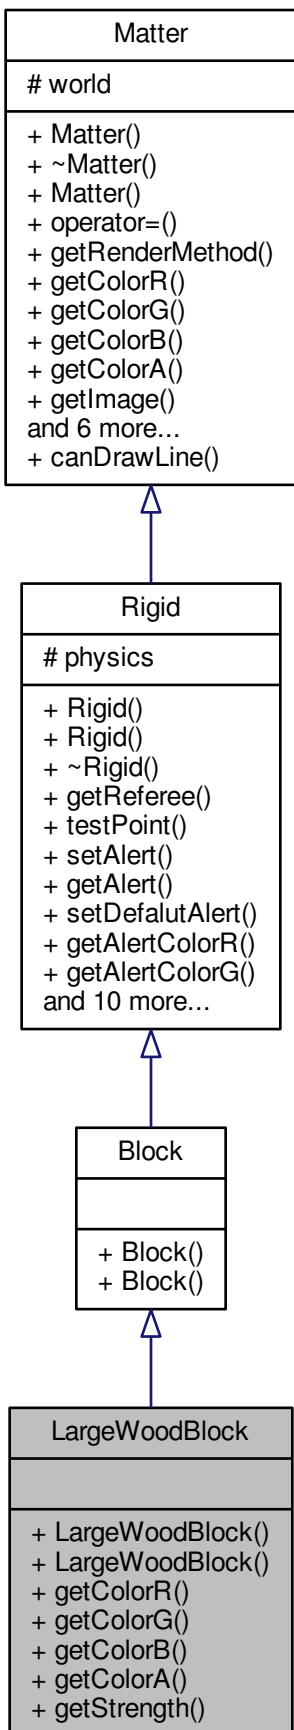 Matter
# world
+ Matter()
+ ~Matter()
+ Matter()
+ operator=()
+ getRenderMethod()
+ getColorR()
+ getColorG()
+ getColorB()
+ getColorA()
+ getImage()
and 6 more...
+ canDrawLine()
Rigid
# physics
+ Rigid()
+ Rigid()
+ ~Rigid()
+ getReferee()
+ testPoint()
+ setAlert()
+ getAlert()
+ setDefalutAlert()
+ getAlertColorR()
+ getAlertColorG()
and 10 more...
Block
+ Block()
+ Block()
LargeWoodBlock
+ LargeWoodBlock()
+ LargeWoodBlock()
+ getColorR()
+ getColorG()
+ getColorB()
+ getColorA()
+ getStrength()